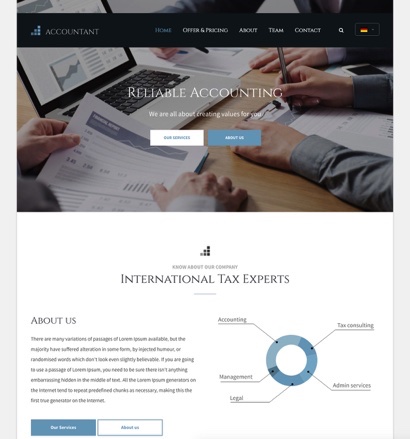 ACCOUNTANT
HOME OFFER & PRICING ABOUT TEAM CONTACT
RELIABLE ACCOUNTING
We are all about creating values for your
OUR SERVICES ABOUT US
KNOW ABOUT OUR COMPANY
INTERNATIONAL TAX EXPERTS
ABOUT US
There are many variations of passages of Lorem Ipsum available, but the
majority have suffered alteration in some form, by injected humour, or
randomised words which don't look even slightly believable. If you are going
to use a passage of Lorem Ipsum, you need to be sure there isn't anything
embarrassing hidden in the middle of text. All the Lorem Ipsum generators on
the Internet tend to repeat predefined chunks as necessary, making this the
first true generator on the Internet.
Our Services About us
Accounting
Tax consulting
Management
Admin services
Legal